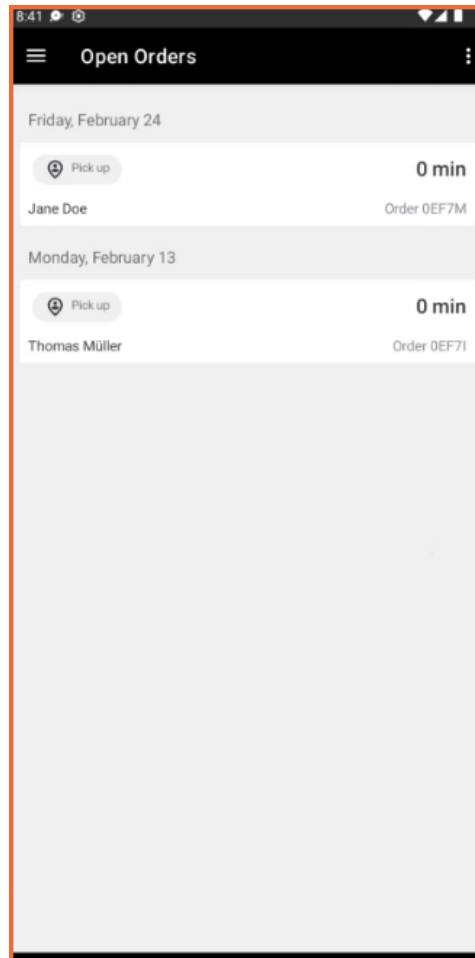 8:41
Open Orders
Friday, February 24
Pick up
0 min
Jane Doe
Order 0EF7M
Monday, February 13
Pick up
0 min
Thomas Müller
Order 0EF7I